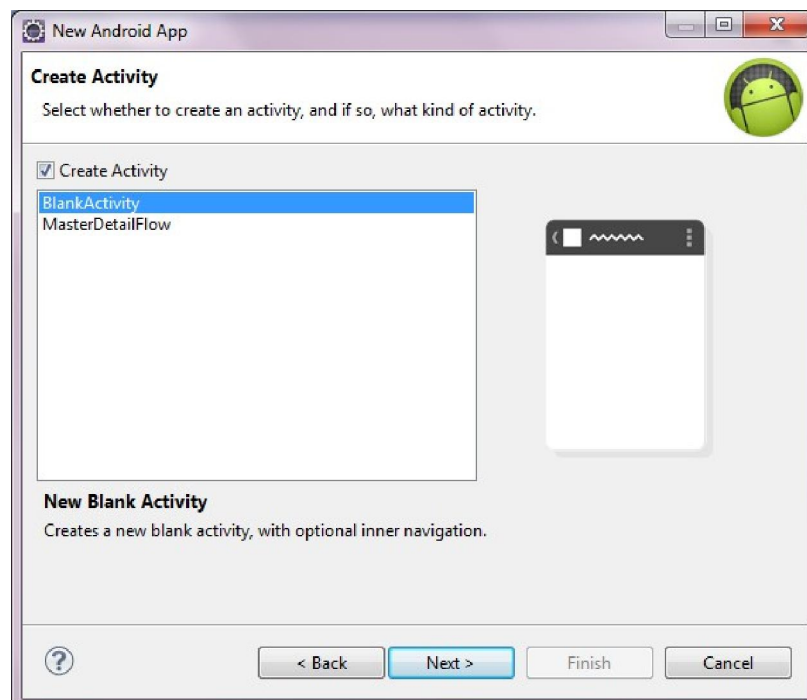 New Android App
Create Activity
Select whether to create an activity, and if so, what kind of activity.
Create Activity
BlankActivity
MasterDetailFlow
New Blank Activity
Creates a new blank activity, with optional inner navigation.
< Back
Next >
Finish
Cancel